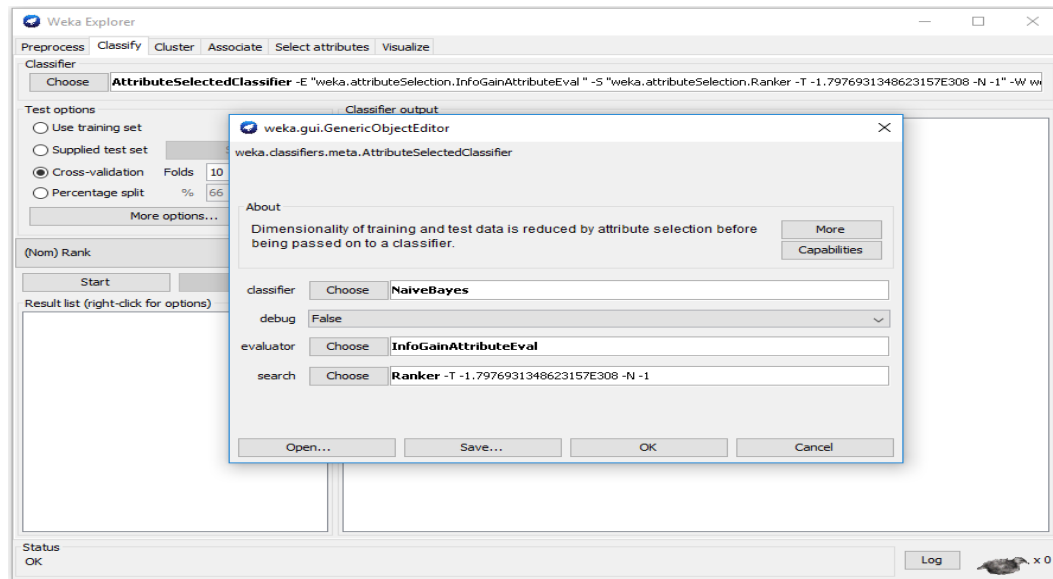 Weka Explorer
Preprocess Classify Cluster Associate Select attributes Visualize
Classifier
Choose AttributeSelectedClassifier -E "weka.attributeSelection.InfoGainAttributeEval " -S "weka.attributeSelection.Ranker -T -1.7976931348623157E308 -N -1" -W
Test options
Classifier output
Use training set
Supplied test set
Cross-validation Folds 10
Percentage split % 66
More options...
(Nom) Rank
Start
Result list (right-click for options)
weka.gui.GenericObjectEditor
weka.classifiers.meta.AttributeSelectedClassifier
About
Dimensionality of training and test data is reduced by attribute selection before
being passed on to a classifier.
More
Capabilities
classifier Choose NaiveBayes
debug False
evaluator Choose InfoGainAttributeEval
search Choose Ranker -T -1.7976931348623157E308 -N -1
Open... Save... OK Cancel
Status
OK
Log x 0